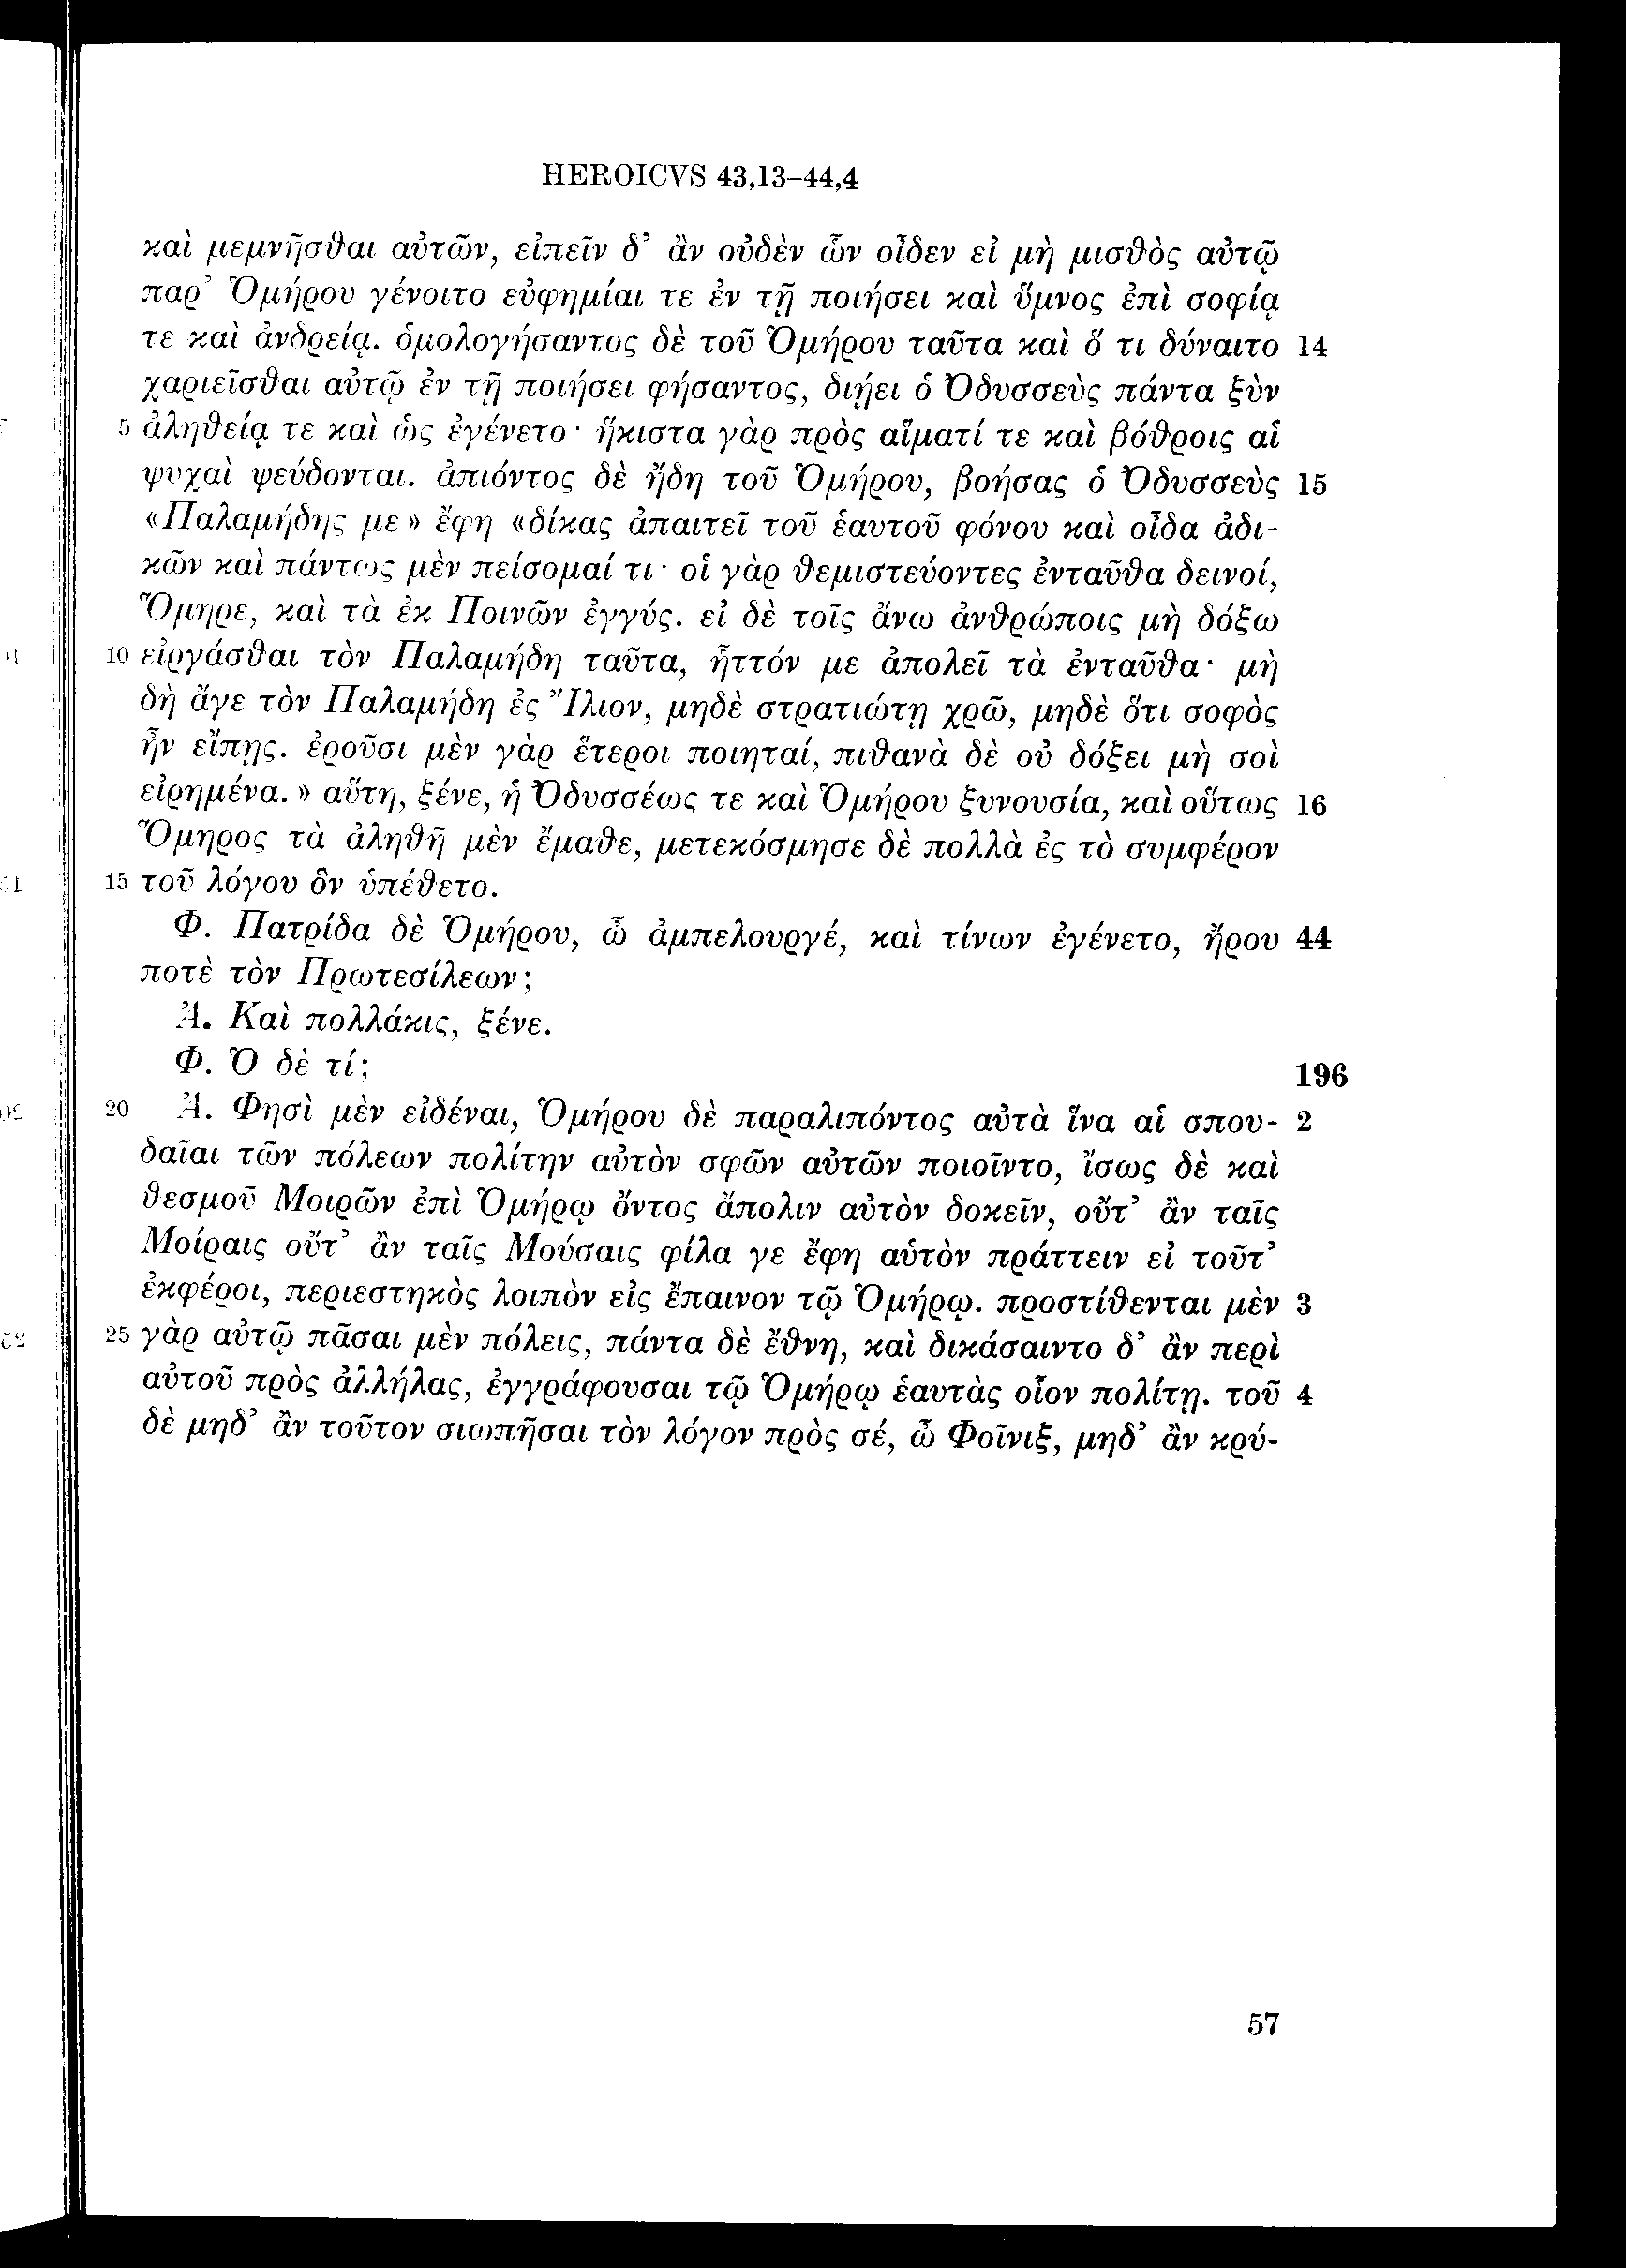 HEROICVS 43,13–44,4
καὶ μεμνῆσθαι αὐτῶν, εἰπεῖν δ’ ἂν οὐδὲν ὧν οἶδεν εἰ μὴ μισθὸς αὐτῷ
παρ’ Ὁμήρου γένοιτο εὐφημίαι τε ἐν τῇ ποιήσει καὶ ὕμνος ἐπὶ σοφίᾳ
τε καὶ ἀνδρείᾳ. ὁμολογήσαντος δὲ τοῦ Ὁμήρου ταῦτα καὶ ὅ τι δύναιτο 14
χαριεῖσθαι αὐτῷ ἐν τῇ ποιήσει φήσαντος, διῄει ὁ Ὀδυσσεὺς πάντα ξὺν
5 ἀληθείᾳ τε καὶ ὡς ἐγένετο· ἥκιστα γὰρ πρὸς αἵματί τε καὶ βόθροις αἱ
ψυχαὶ ψεύδονται. ἀπιόντος δὲ ἤδη τοῦ Ὁμήρου, βοήσας ὁ Ὀδυσσεὺς 15
«Παλαμήδης με» ἔφη «δίκας ἀπαιτεῖ τοῦ ἑαυτοῦ φόνου καὶ οἶδα ἀδι-
κῶν καὶ πάντως μὲν πείσομαί τι· οἱ γὰρ θεμιστεύοντες ἐνταῦθα δεινοί,
Ὅμηρε, καὶ τὰ ἐκ Ποινῶν ἐγγύς. εἰ δὲ τοῖς ἄνω ἀνθρώποις μὴ δόξω
10 εἰργάσθαι τὸν Παλαμήδη ταῦτα, ἧττόν με ἀπολεῖ τὰ ἐνταῦθα· μὴ
δὴ ἄγε τὸν Παλαμήδη ἐς Ἴλιον, μηδὲ στρατιώτῃ χρῶ, μηδὲ ὅτι σοφὸς
ἦν εἴπῃς. ἐροῦσι μὲν γὰρ ἕτεροι ποιηταί, πιθανὰ δὲ οὐ δόξει μὴ σοὶ
εἰρημένα.» αὕτη, ξένε, ἡ Ὀδυσσέως τε καὶ Ὁμήρου ξυνουσία, καὶ οὕτως 16
Ὅμηρος τὰ ἀληθῆ μὲν ἔμαθε, μετεκόσμησε δὲ πολλὰ ἐς τὸ συμφέρον
15 τοῦ λόγου ὃν ὑπέθετο.
Φ. Πατρίδα δὲ Ὁμήρου, ὦ ἀμπελουργέ, καὶ τίνων ἐγένετο, ἤρου 44
ποτὲ τὸν Πρωτεσίλεων;
Ἀ. Καὶ πολλάκις, ξένε.
Φ. Ὁ δὲ τί; 196
20 Ἀ. Φησὶ μὲν εἰδέναι, Ὁμήρου δὲ παραλιπόντος αὐτὰ ἵνα αἱ σπου- 2
δαῖαι τῶν πόλεων πολίτην αὐτὸν σφῶν αὐτῶν ποιοῖντο, ἴσως δὲ καὶ
θεσμοῦ Μοιρῶν ἐπὶ Ὁμήρῳ ὄντος ἄπολιν αὐτὸν δοκεῖν, οὔτ’ ἂν ταῖς
Μοίραις οὔτ’ ἂν ταῖς Μούσαις φίλα γε ἔφη αὑτὸν πράττειν εἰ τοῦτ’
ἐκφέροι, περιεστηκὸς λοιπὸν εἰς ἔπαινον τῷ Ὁμήρῳ. προστίθενται μὲν 3
25 γὰρ αὐτῷ πᾶσαι μὲν πόλεις, πάντα δὲ ἔθνη, καὶ δικάσαιντο δ’ ἂν περὶ
αὐτοῦ πρὸς ἀλλήλας, ἐγγράφουσαι τῷ Ὁμήρῳ ἑαυτὰς οἷον πολίτῃ. τοῦ 4
δὲ μηδ’ ἂν τοῦτον σιωπῆσαι τὸν λόγον πρὸς σέ, ὦ Φοῖνιξ, μηδ’ ἂν κρύ-
57